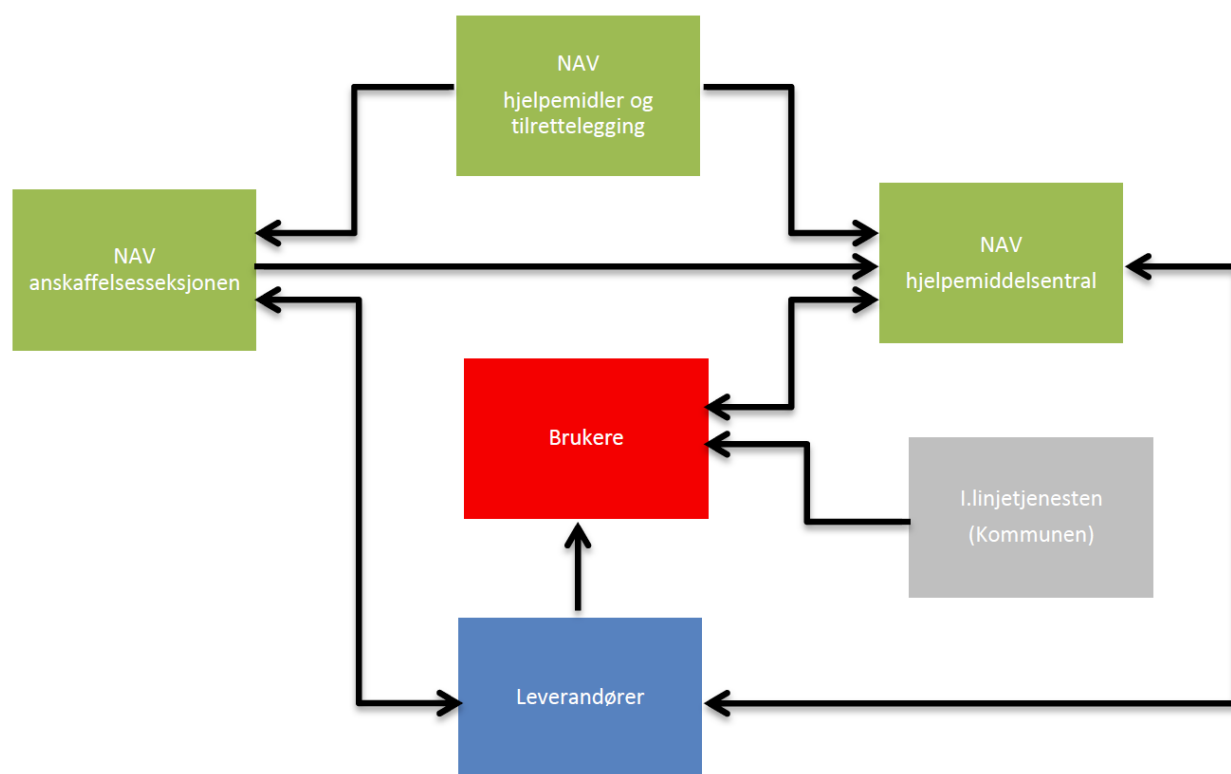 NAV
hjelpemidler og
tilrettelegging
NAV
anskaffelsesseksjonen
NAV
hjelpemiddelsentral
Brukere
I.linjetjenesten
(Kommunen)
Leverandører